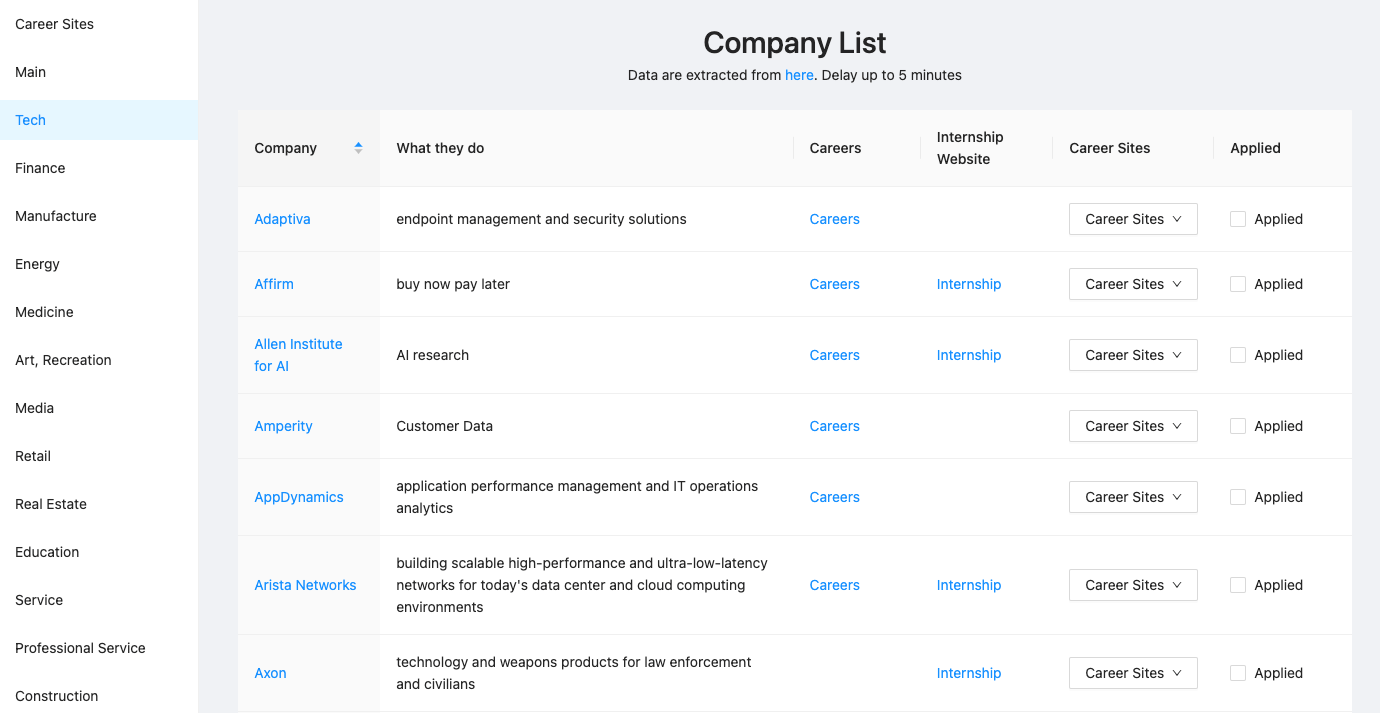 Career Sites
Main
Tech
Finance
Manufacture
Energy
Medicine
Art, Recreation
Media
Retail
Real Estate
Education
Service
Professional Service
Construction
Company List
Data are extracted from here. Delay up to 5 minutes
Company What they do Careers Internship Website Career Sites Applied
Adaptiva endpoint management and security solutions Careers Career Sites Applied
Affirm buy now pay later Careers Internship Career Sites Applied
Allen Institute
for AI
AI research Careers Internship Career Sites Applied
Amperity Customer Data Careers Career Sites Applied
AppDynamics
application performance management and IT operations
analytics
Careers Career Sites Applied
Arista Networks
building scalable high-performance and ultra-low-latency
networks for today's data center and cloud computing
environments
Careers Internship Career Sites Applied
Axon
technology and weapons products for law enforcement
and civilians
Internship Career Sites Applied